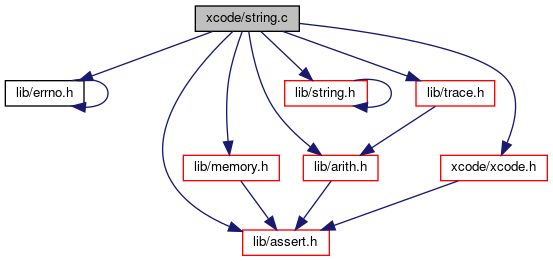 xcode/string.c
lib/errno.h
lib/string.h
lib/trace.h
lib/memory.h
lib/arith.h
xcode/xcode.h
lib/assert.h